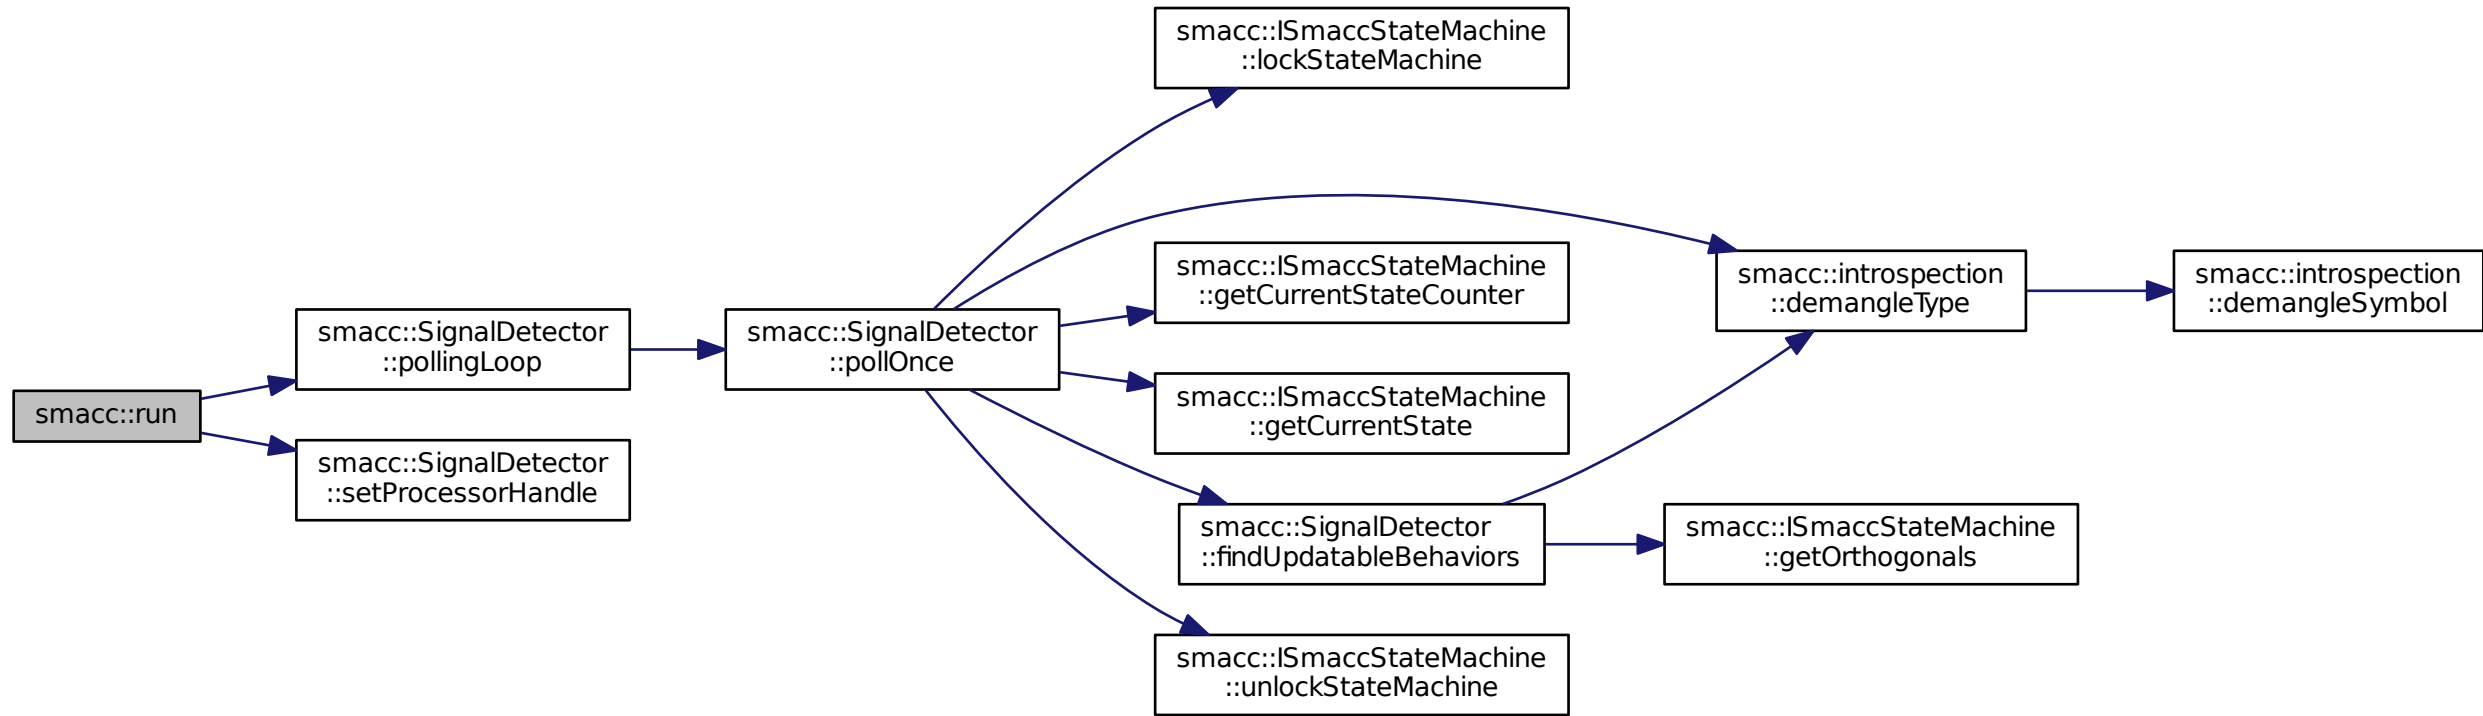 smacc::run
smacc::SignalDetector
::pollingLoop
smacc::SignalDetector
::setProcessorHandle
smacc::SignalDetector
::pollOnce
smacc::ISmaccStateMachine
::lockStateMachine
smacc::ISmaccStateMachine
::getCurrentStateCounter
smacc::ISmaccStateMachine
::getCurrentState
smacc::SignalDetector
::findUpdatableBehaviors
smacc::ISmaccStateMachine
::unlockStateMachine
smacc::introspection
::demangleType
smacc::ISmaccStateMachine
::getOrthogonals
smacc::introspection
::demangleSymbol